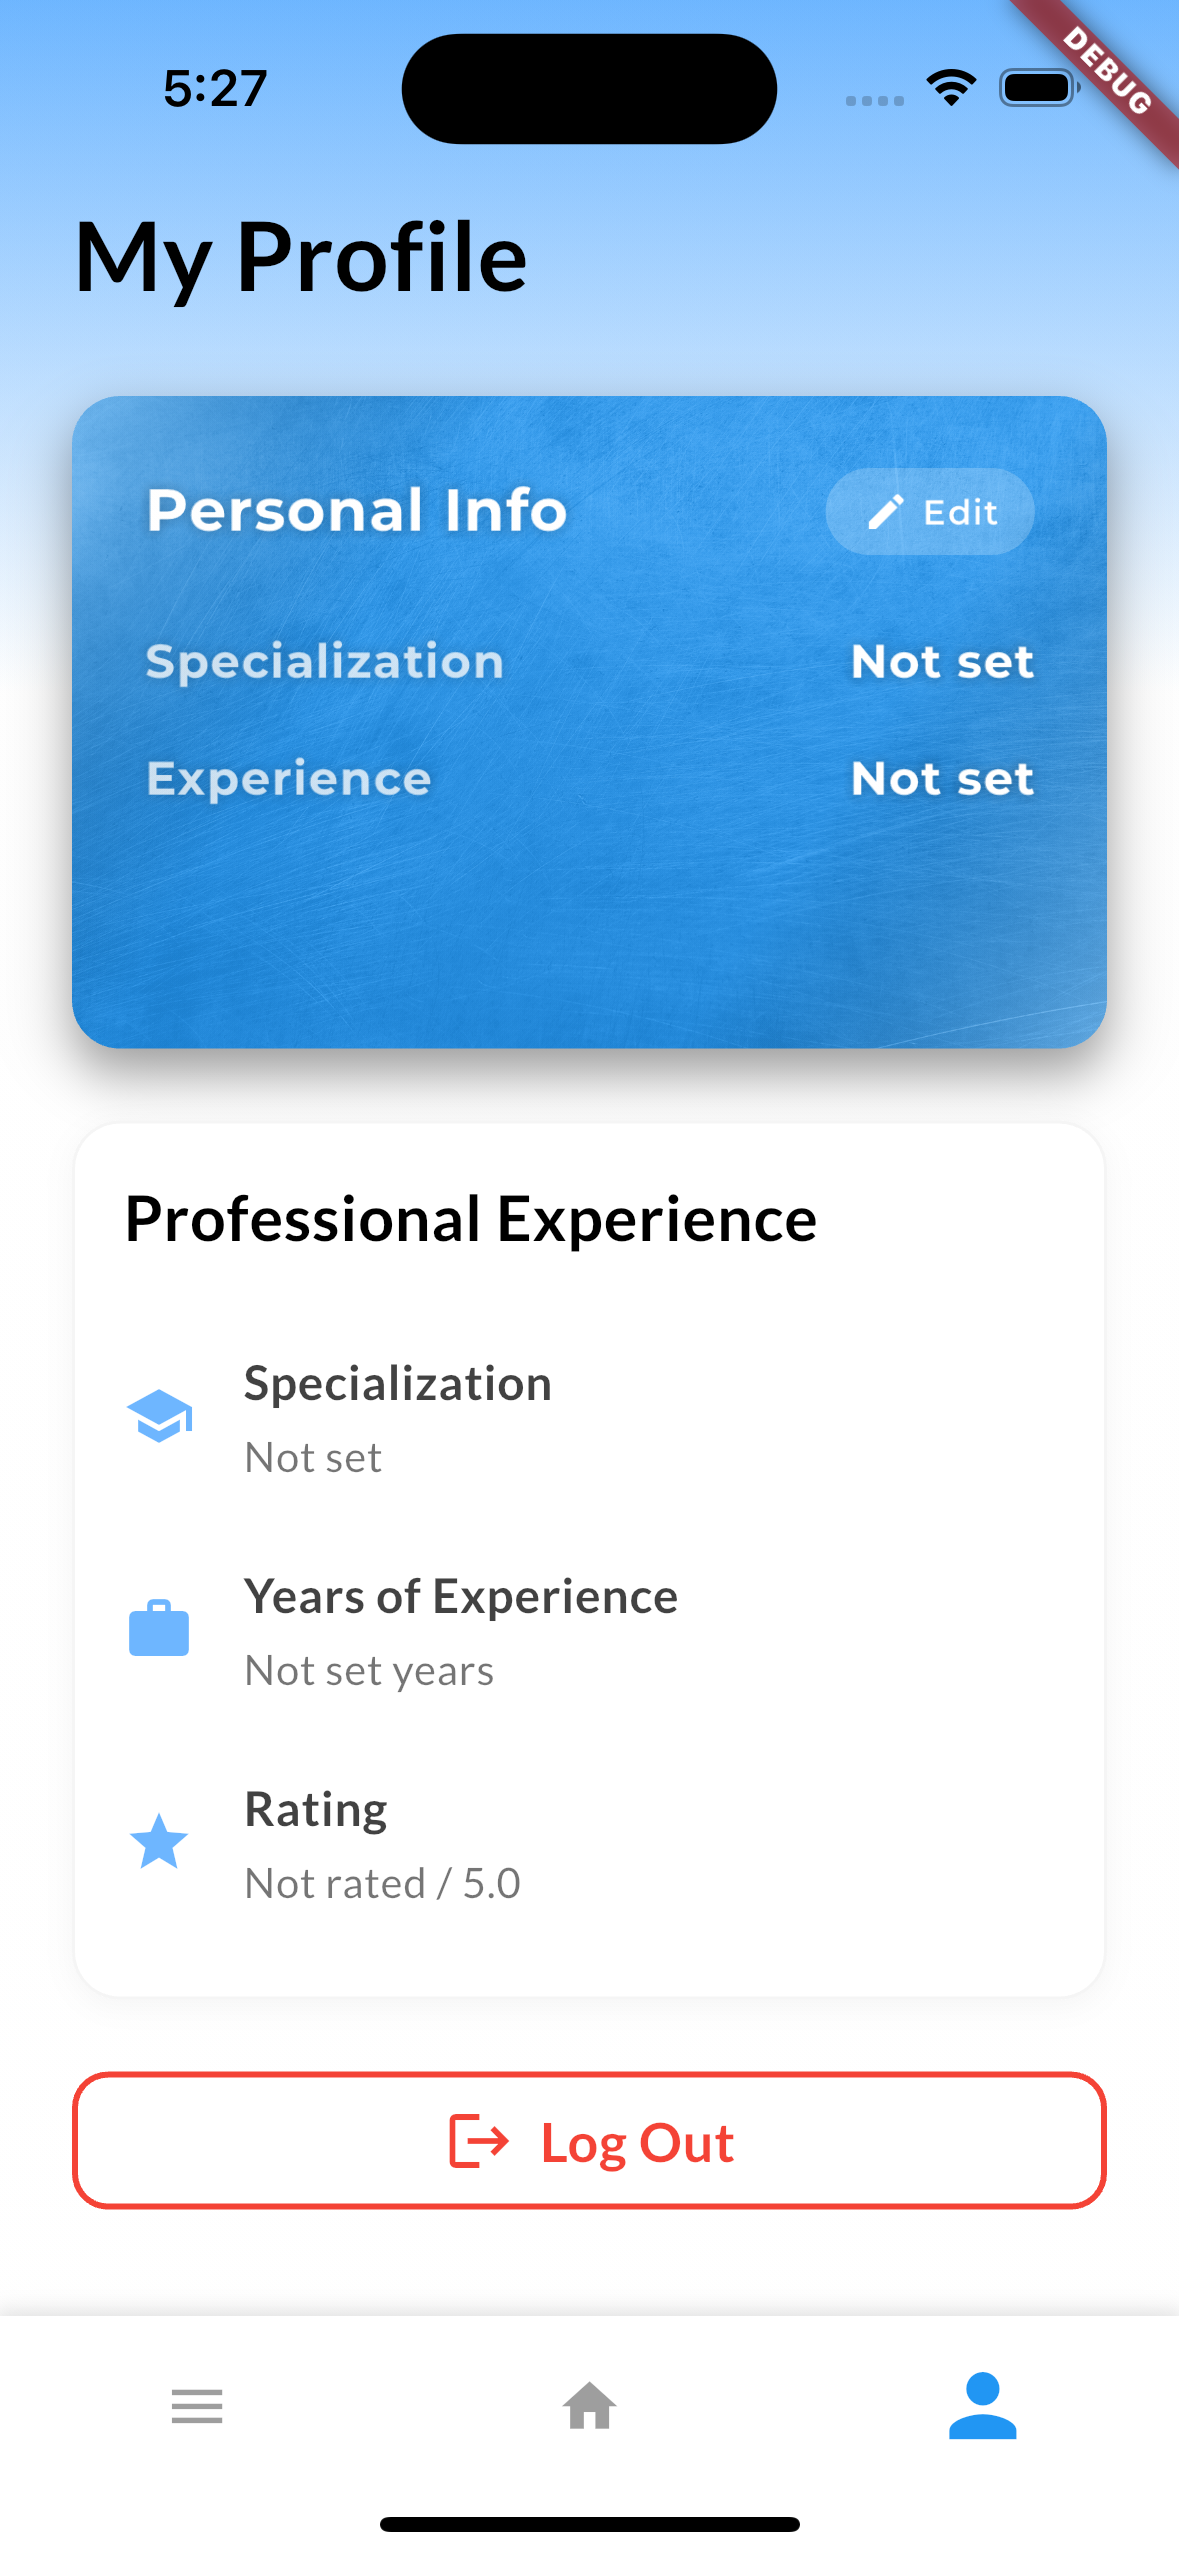 5:27
DEBUG
My Profile
Personal Info
Edit
Specialization
Not set
Experience
Not set
Professional Experience
Specialization
Not set
Years of Experience
Not set years
Rating
Not rated / 5.0
Log Out